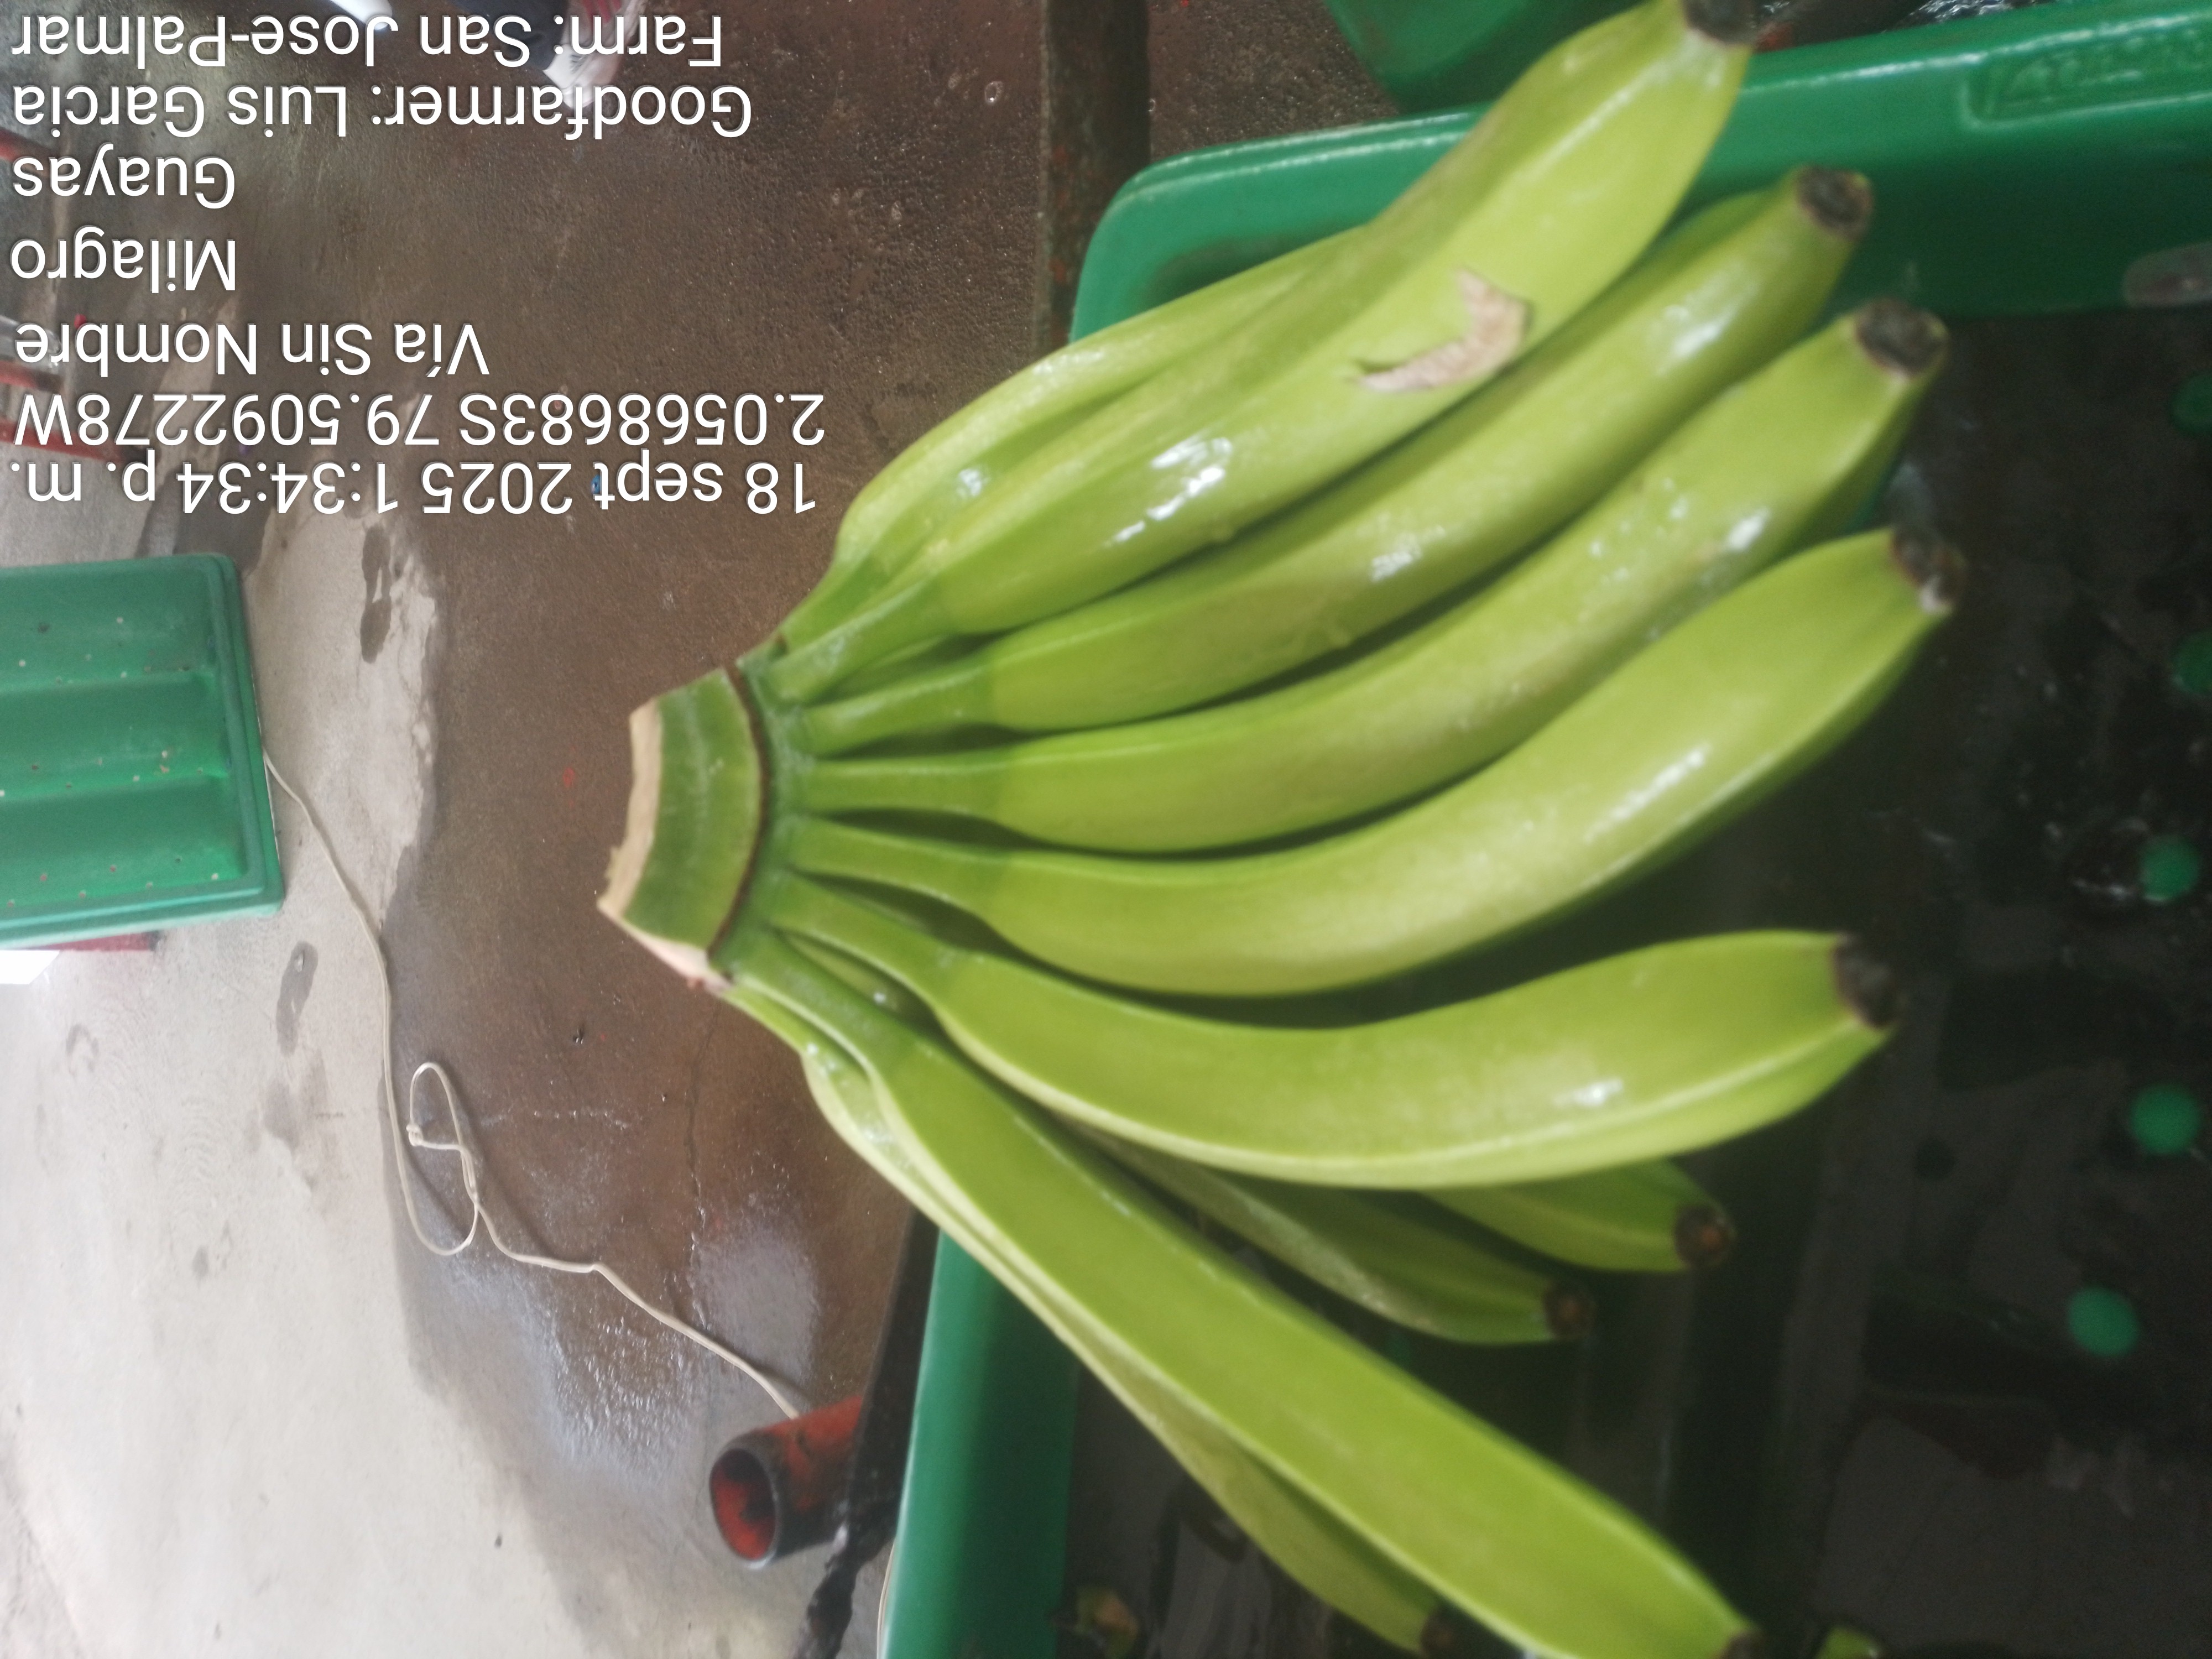 18 sept 2025 1:34:34 p. m.
2.0568683S 79.5092278W
Vía Sin Nombre
Milagro
Guayas
Goodfarmer: Luis Garcia
Farm: San Jose-Palmar